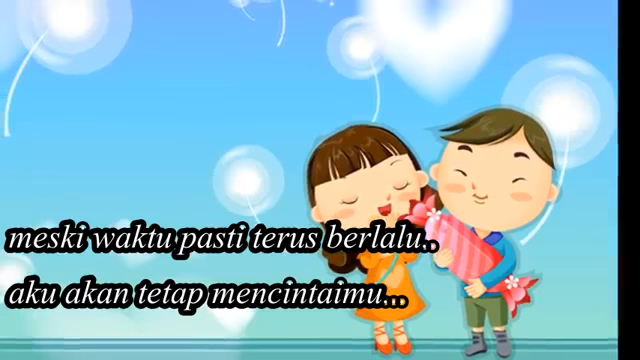 meski waktu pasti terus berlalu..
aku akan tetap mencintaimu...